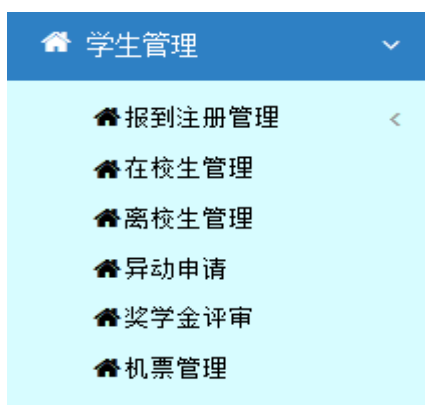 学生管理
报到注册管理
在校生管理
离校生管理
异动申请
奖学金评审
机票管理